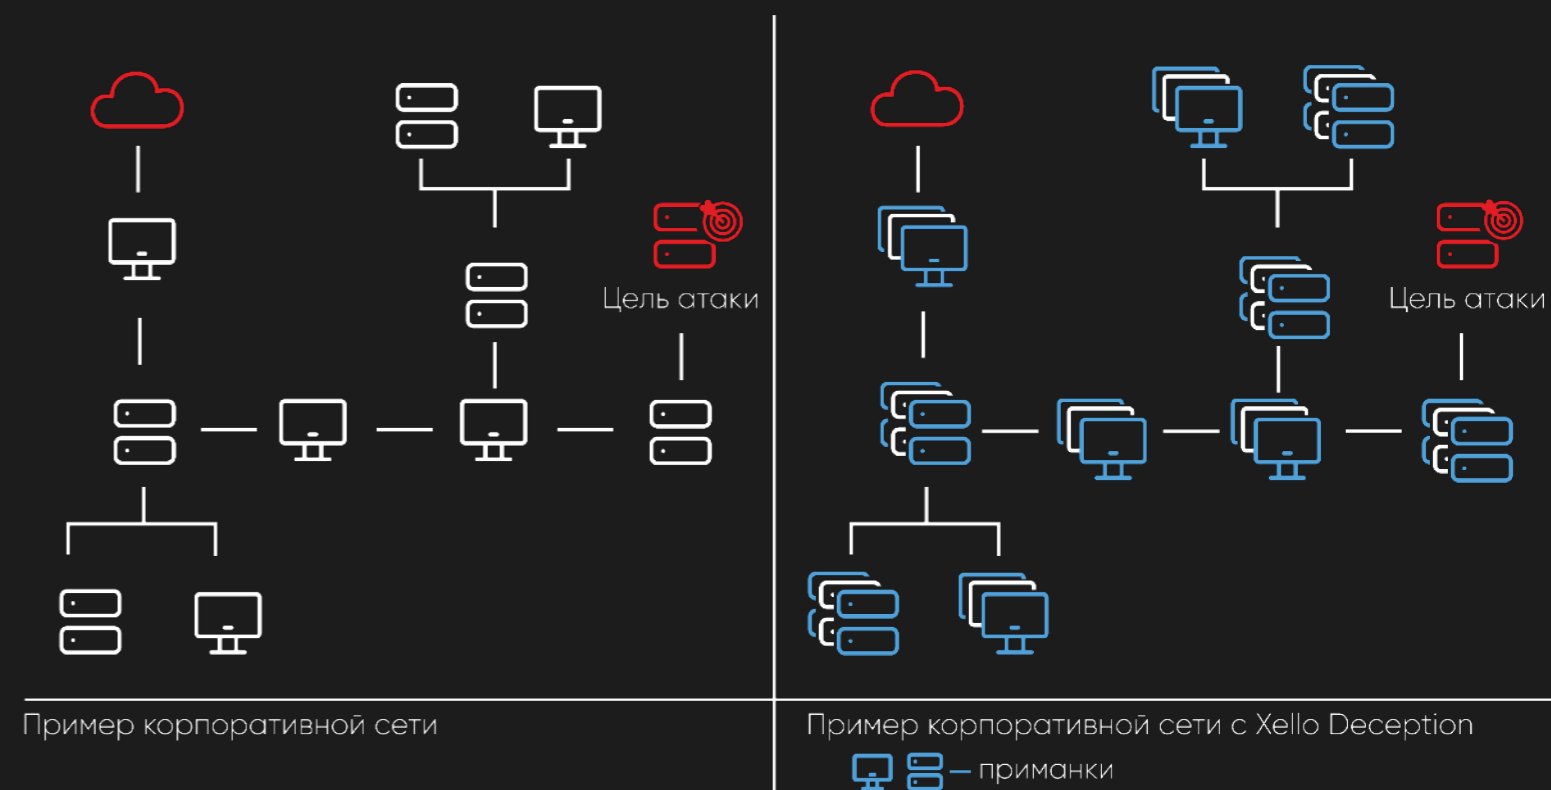 Цель атаки
Цель атаки
Пример корпоративной сети
Пример корпоративной сети с Xello Deception
— приманки